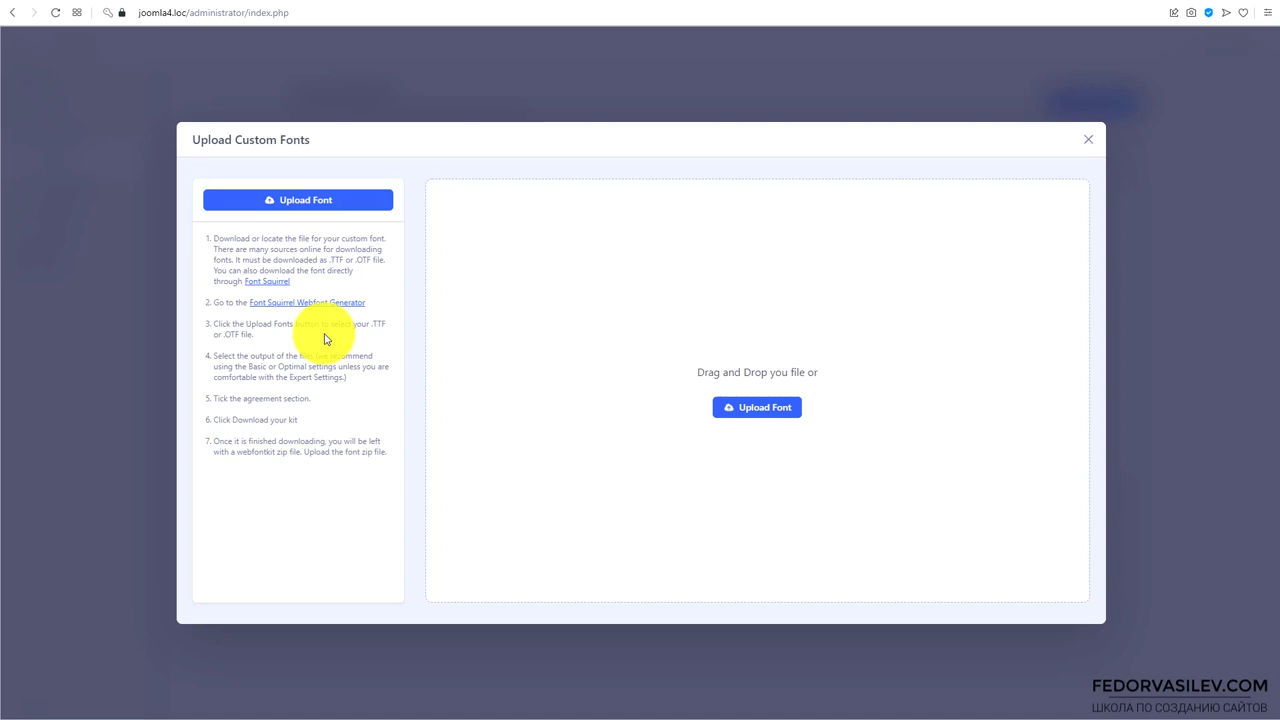 joomla4.loc/administrator/index.php
Upload Custom Fonts
Upload Font
1. Download or locate the file for your custom font.
There are many sources online for downloading
fonts. It must be downloaded as .TTF or .OTF file.
You can also download the font directly
through Font Squirrel
2. Go to the Font Squirrel Webfont Generator
3. Click the Upload Fonts button to select your .TTF
or .OTF file.
4. Select the output of the files (we recommend
using the Basic or Optimal settings unless you are
comfortable with the Expert Settings.)
5. Tick the agreement section.
6. Click Download your kit
7. Once it is finished downloading, you will be left
with a webfontkit zip file. Upload the font zip file.
Drag and Drop you file or
Upload Font
FEDORVASILEV.COM
ШКОЛА ПО СОЗДАНИЮ САЙТОВ